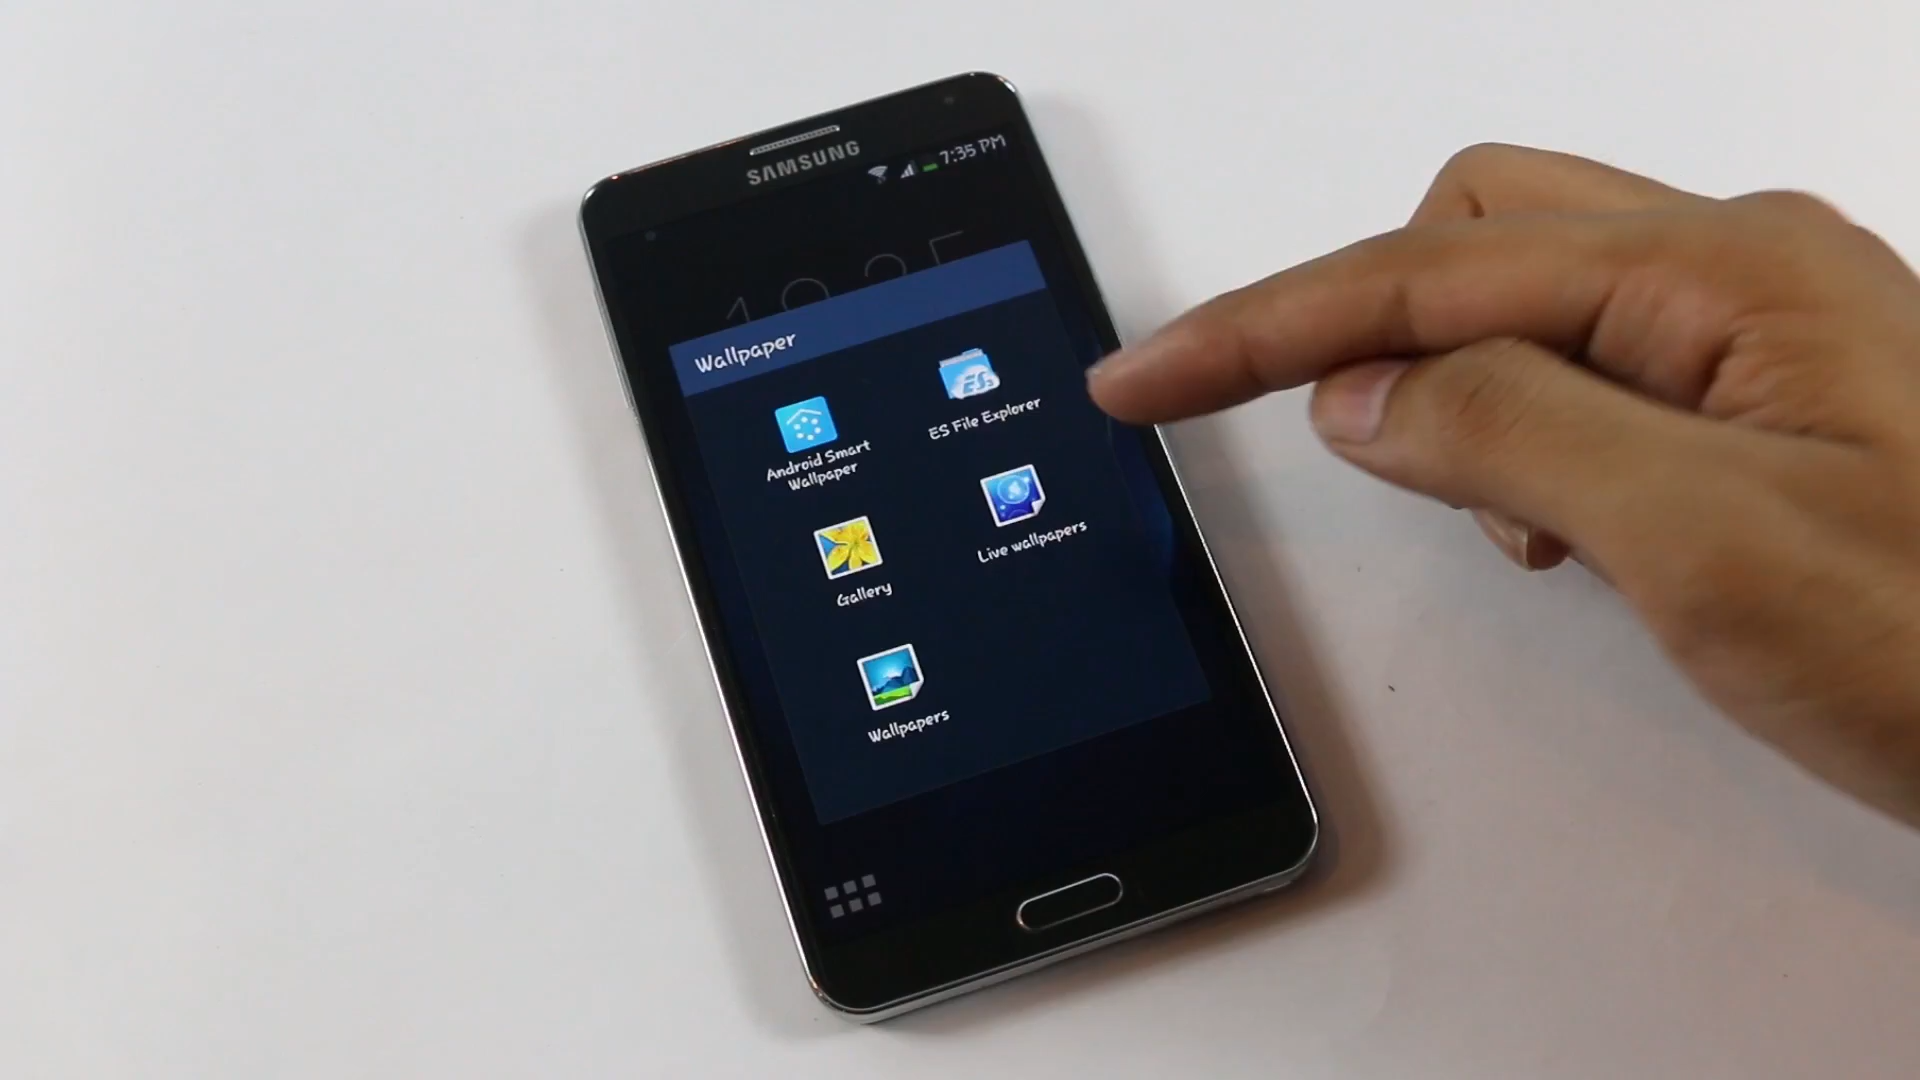 SAMSUNG
7:35 PM
Wallpaper
Android Smart
Wallpaper
ES File Explorer
Gallery
Live wallpapers
Wallpapers